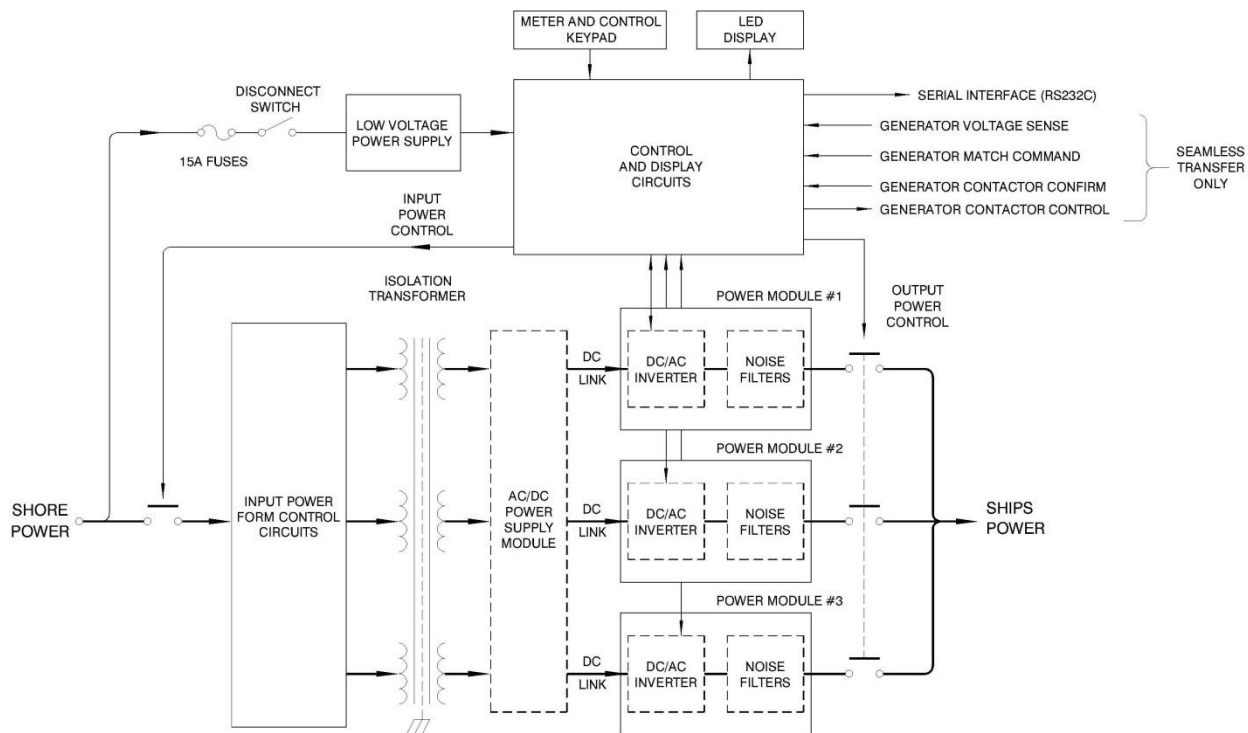 METER AND CONTROL
KEYPAD
LED
DISPLAY
DISCONNECT
SWITCH
15A FUSES
LOW VOLTAGE
POWER SUPPLY
CONTROL
AND DISPLAY
CIRCUITS
SERIAL INTERFACE (RS232C)
GENERATOR VOLTAGE SENSE
GENERATOR MATCH COMMAND
GENERATOR CONTACTOR CONFIRM
GENERATOR CONTACTOR CONTROL
SEAMLESS
TRANSFER
ONLY
INPUT
POWER
CONTROL
ISOLATION
TRANSFORMER
OUTPUT
POWER
CONTROL
POWER MODULE #1
DC
LINK
DC/AC
INVERTER
NOISE
FILTERS
POWER MODULE #2
DC
LINK
DC/AC
INVERTER
NOISE
FILTERS
POWER MODULE #3
DC
LINK
DC/AC
INVERTER
NOISE
FILTERS
SHORE
POWER
INPUT POWER
FORM CONTROL
CIRCUITS
AC/DC
POWER
SUPPLY
MODULE
SHIPS
POWER